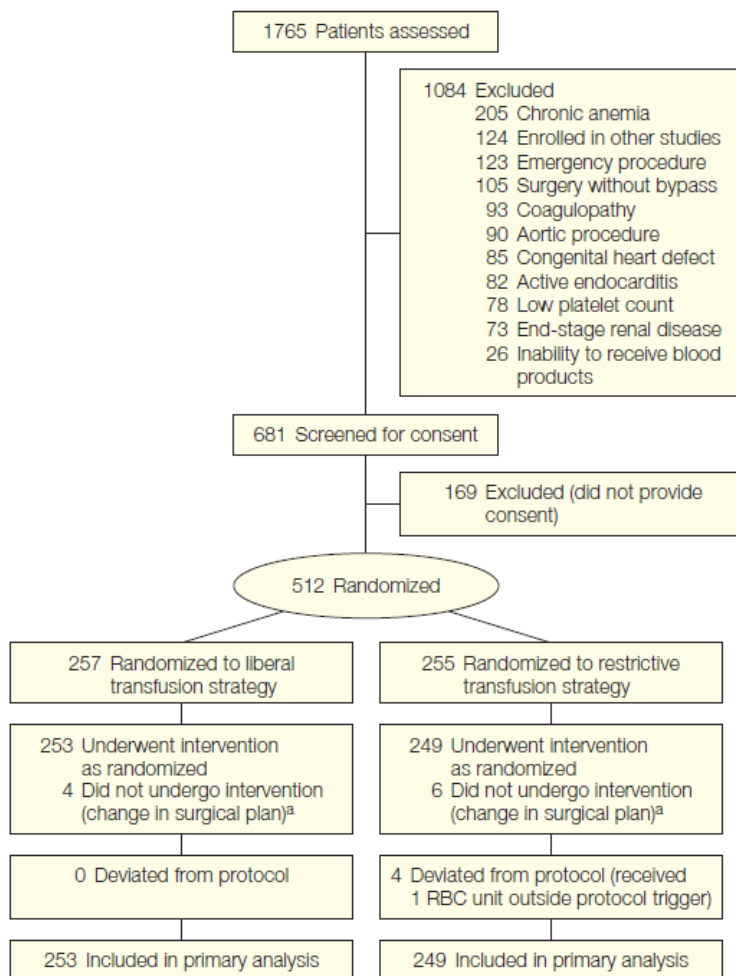 1765 Patients assessed
1084 Excluded
205 Chronic anemia
124 Enrolled in other studies
123 Emergency procedure
105 Surgery without bypass
93 Coagulopathy
90 Aortic procedure
85 Congenital heart defect
82 Active endocarditis
78 Low platelet count
73 End-stage renal disease
26 Inability to receive blood
products
681 Screened for consent
169 Excluded (did not provide
consent)
512 Randomized
257 Randomized to liberal
transfusion strategy
255 Randomized to restrictive
transfusion strategy
253 Underwent intervention
as randomized
4 Did not undergo intervention
(change in surgical plan)ª
249 Underwent intervention
as randomized
6 Did not undergo intervention
(change in surgical plan)ª
0 Deviated from protocol
4 Deviated from protocol (received
1 RBC unit outside protocol trigger)
253 Included in primary analysis
249 Included in primary analysis